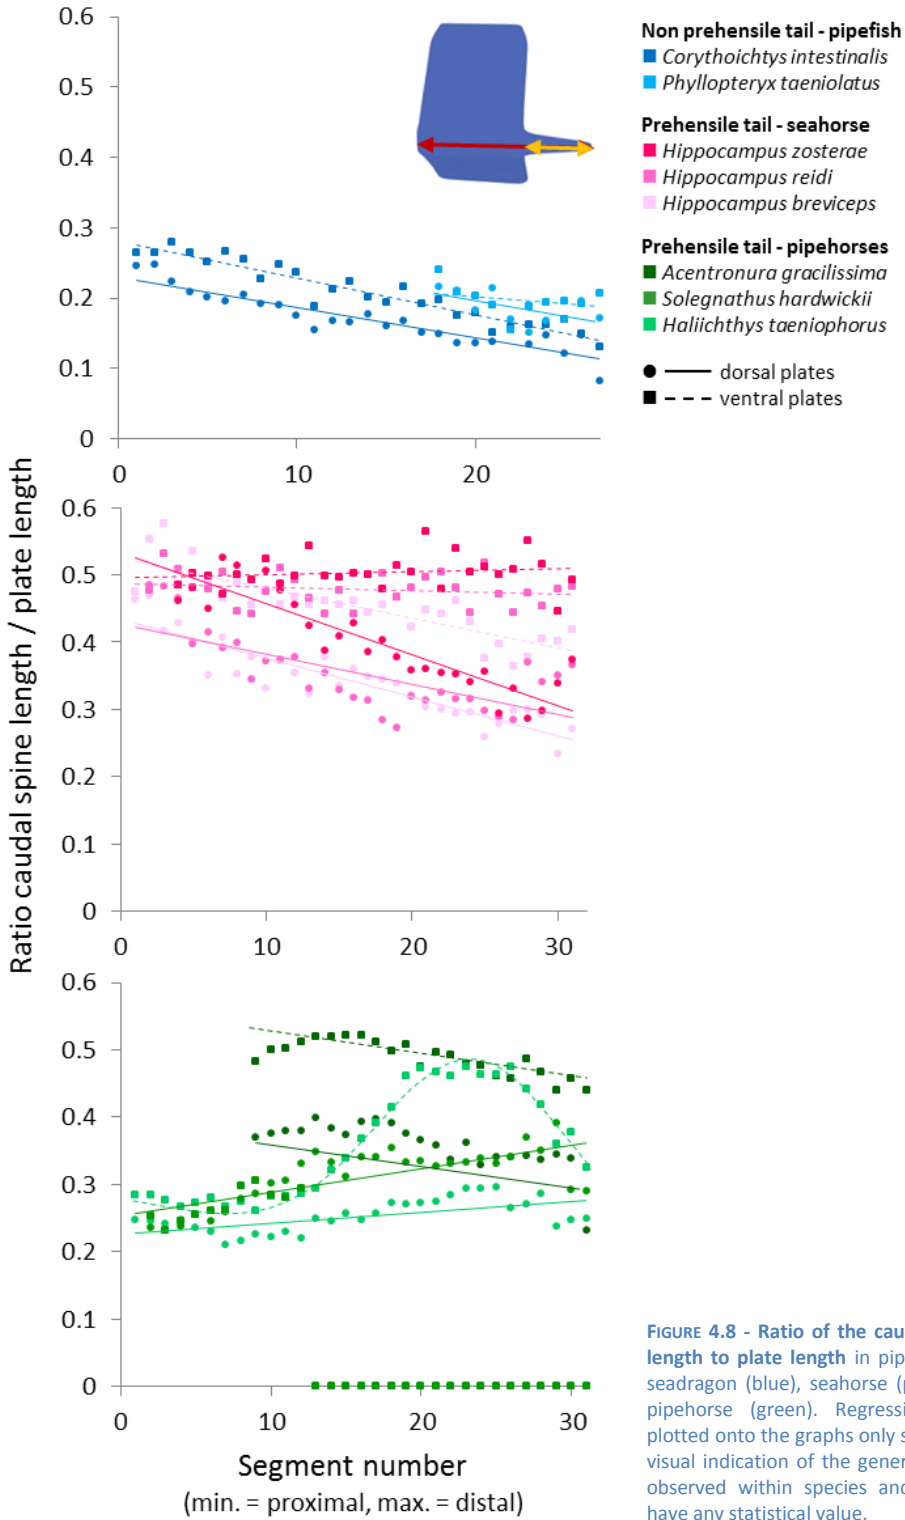 0.6
0.5
0.4
0.3
0.2
0.1
0
0
10
20
Non prehensile tail - pipefish
Corythoichtys intestinalis
Phyllopteryx taeniolatus
Prehensile tail - seahorse
Hippocampus zosterae
Hippocampus reidi
Hippocampus breviceps
Prehensile tail - pipehorses
Acentronura gracilissima
Solegnathus hardwickii
Haliichthys taeniophorus
dorsal plates
ventral plates
Ratio caudal spine length / plate length
0.6
0.5
0.4
0.3
0.2
0.1
0
0
10
20
30
0.6
0.5
0.4
0.3
0.2
0.1
0
0
10
20
30
Segment number
(min. = proximal, max. = distal)
FIGURE 4.8 - Ratio of the cau
length to plate length in pip
seadragon (blue), seahorse (
pipehorse (green). Regressi
plotted onto the graphs only s
visual indication of the gener
observed within species and
have any statistical value.